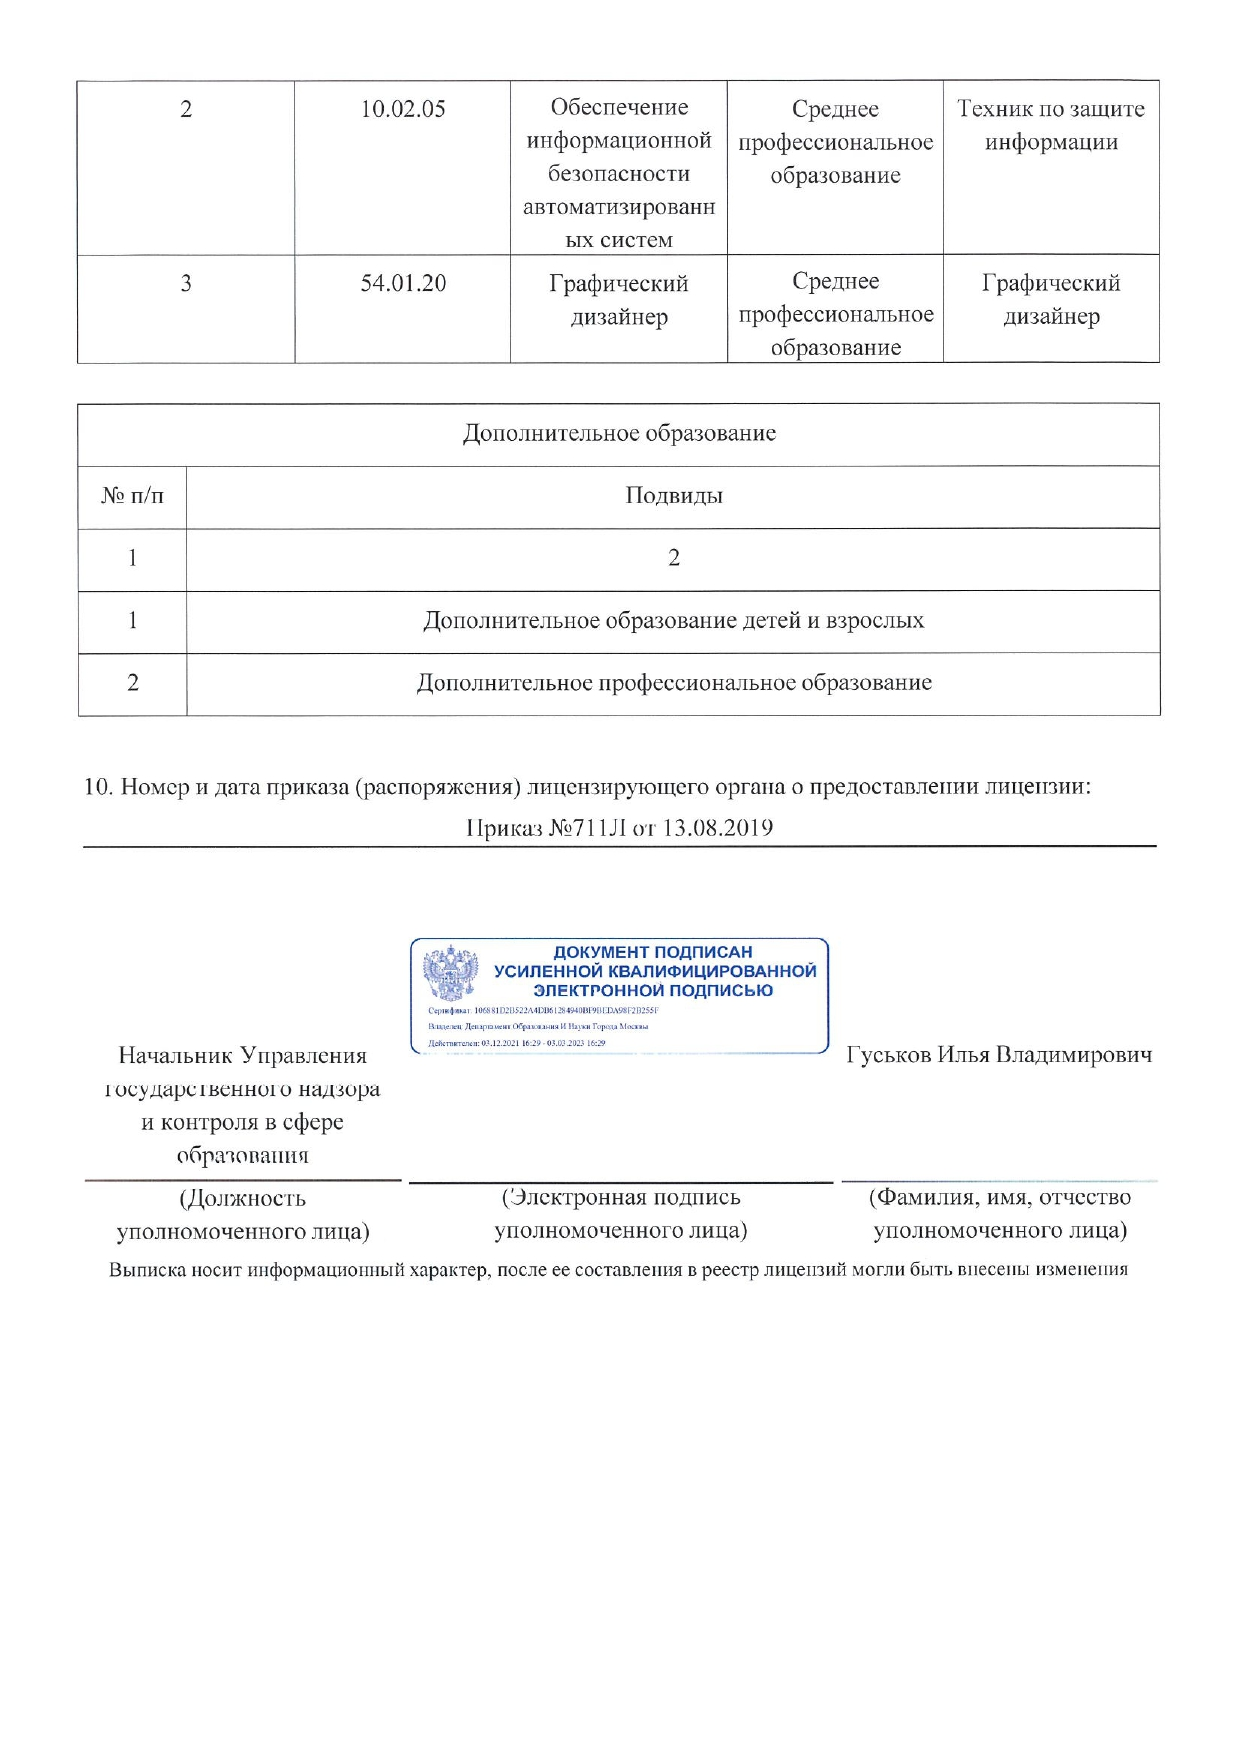 2 10.02.05 Обеспечение информационной безопасности автоматизированн ых систем Среднее профессиональное образование Техник по защите информации
3 54.01.20 Графический дизайнер Среднее профессиональное образование Графический дизайнер
Дополнительное образование
№ п/п Подвиды
1 2
1 Дополнительное образование детей и взрослых
2 Дополнительное профессиональное образование
10. Номер и дата приказа (распоряжения) лицензирующего органа о предоставлении лицензии:
Приказ №711Л от 13.08.2019
ДОКУМЕНТ ПОДПИСАН
УСИЛЕННОЙ КВАЛИФИЦИРОВАННОЙ
ЭЛЕКТРОННОЙ ПОДПИСЬЮ
Сертификат:
Владелец: Департамент Образования И Науки Города Москвы
Действителен: 03.12.2021 16:29 - 03.03.2023 16:29
Начальник Управления
государственного надзора
и контроля в сфере
образования
Гуськов Илья Владимирович
(Должность
уполномоченного лица)
(Электронная подпись
уполномоченного лица)
(Фамилия, имя, отчество
уполномоченного лица)
Выписка носит информационный характер, после ее составления в реестр лицензий могли быть внесены изменения